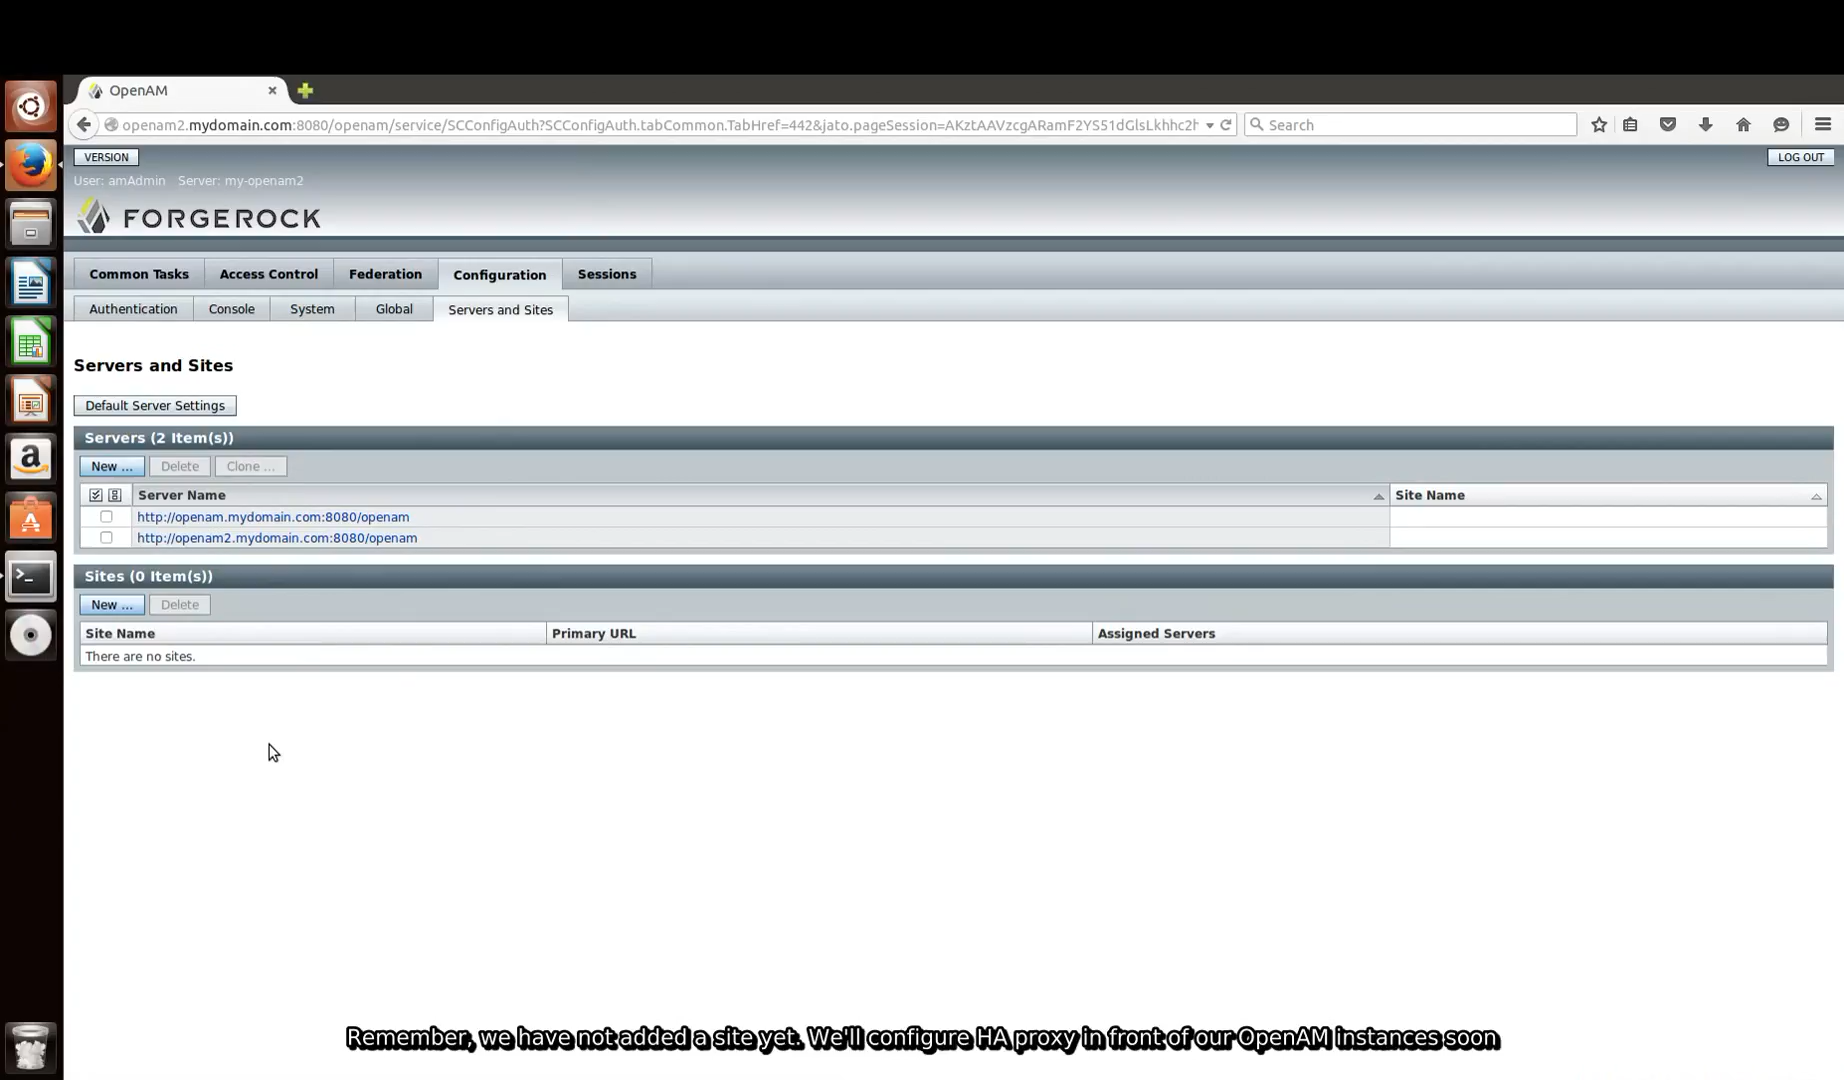 OpenAM
openam2.mydomain.com:8080/openam/service/SCConfigAuth?SCConfigAuth.tabCommon.TabHref=442&jato.pageSession=AKztAAVzcgARamF2YS51dGlsLkhhc2h
Search
VERSION
LOG OUT
User: amAdmin Server: my-openam2
FORGEROCK
Common Tasks Access Control Federation Configuration Sessions
Authentication Console System Global Servers and Sites
Servers and Sites
Default Server Settings
Servers (2 Item(s))
New ... Delete Clone ...
Server Name Site Name
http://openam.mydomain.com:8080/openam
http://openam2.mydomain.com:8080/openam
Sites (0 Item(s))
New ... Delete
Site Name Primary URL Assigned Servers
There are no sites.
Remember, we have not added a site yet. We'll configure HA proxy in front of our OpenAM instances soon